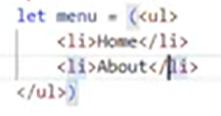 let menu = (<ul>
<li>Home</li>
<li>About</li>
</ul>)